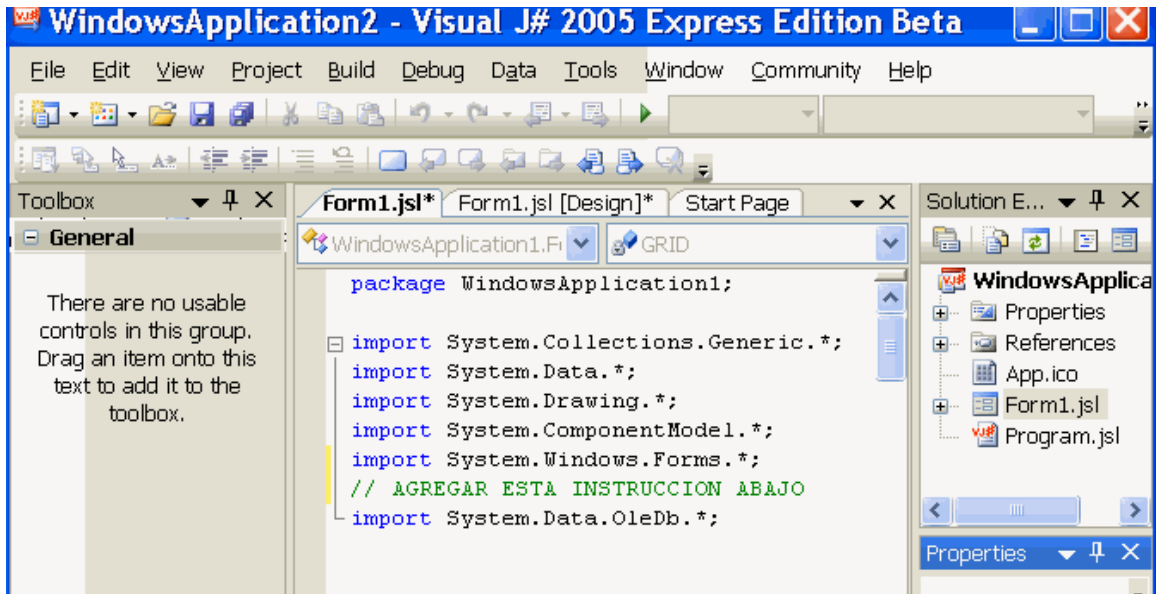 WindowsApplication2 - Visual J# 2005 Express Edition Beta
File Edit View Project Build Debug Data Tools Window Community Help
Toolbox
General
There are no usable
controls in this group.
Drag an item onto this
text to add it to the
toolbox.
Form1.jsl* Form1.jsl [Design]* Start Page
WindowsApplication1.F GRID
package WindowsApplication1;
import System.Collections.Generic.*;
import System.Data.*;
import System.Drawing.*;
import System.ComponentModel.*;
import System.Windows.Forms.*;
// AGREGAR ESTA INSTRUCCION ABAJO
import System.Data.OleDb.*;
Solution E...
WindowsApplica
Properties
References
App.ico
Form1.jsl
Program.jsl
Properties